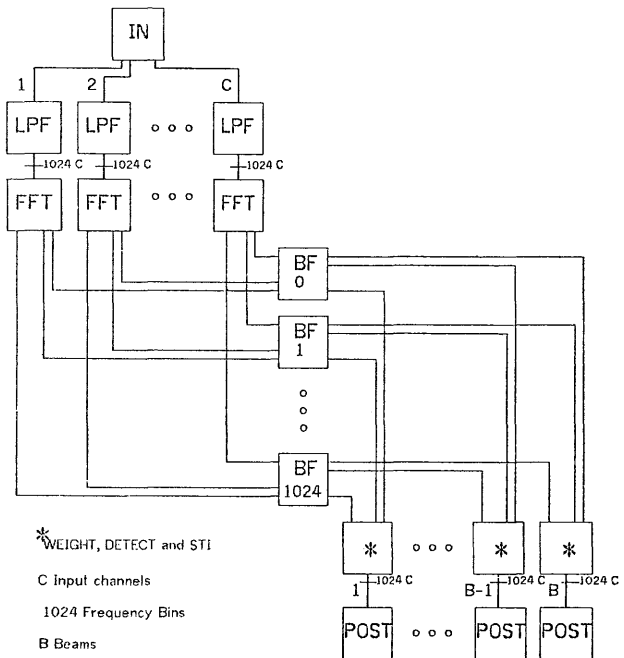 IN
1 2 C
LPF LPF LPF
1024 C 1024 C 1024 C
FFT FFT FFT
BF
0
BF
1
BF
1024
*WEIGHT, DETECT and STI
* * *
C Input channels
1 1024 C B-1 1024 C B 1024 C
1024 Frequency Bins
POST POST POST
B Beams